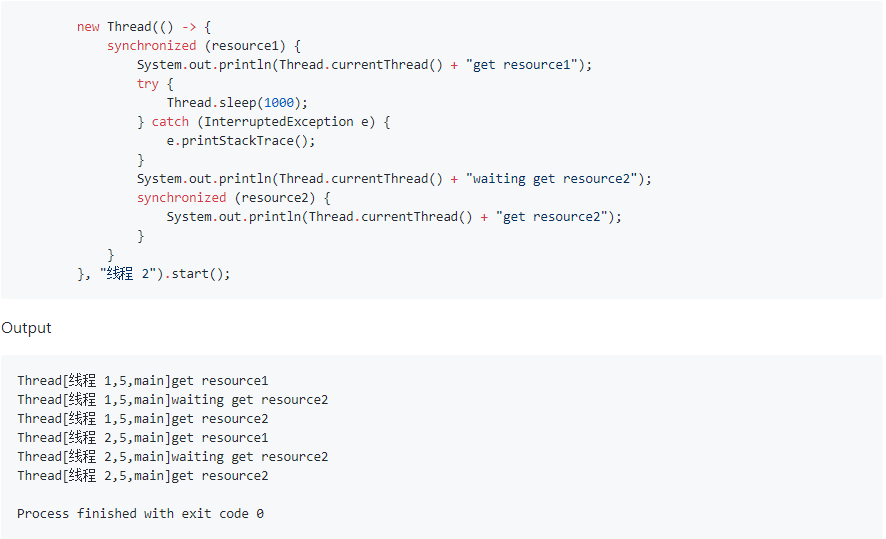 new Thread(() -> {
synchronized (resource1) {
System.out.println(Thread.currentThread() + "get resource1");
try {
Thread.sleep(1000);
} catch (InterruptedException e) {
e.printStackTrace();
}
System.out.println(Thread.currentThread() + "waiting get resource2");
synchronized (resource2) {
System.out.println(Thread.currentThread() + "get resource2");
}
}
}, "线程 2").start();
Output
Thread[线程 1,5,main]get resource1
Thread[线程 1,5,main]waiting get resource2
Thread[线程 1,5,main]get resource2
Thread[线程 2,5,main]get resource1
Thread[线程 2,5,main]waiting get resource2
Thread[线程 2,5,main]get resource2
Process finished with exit code 0